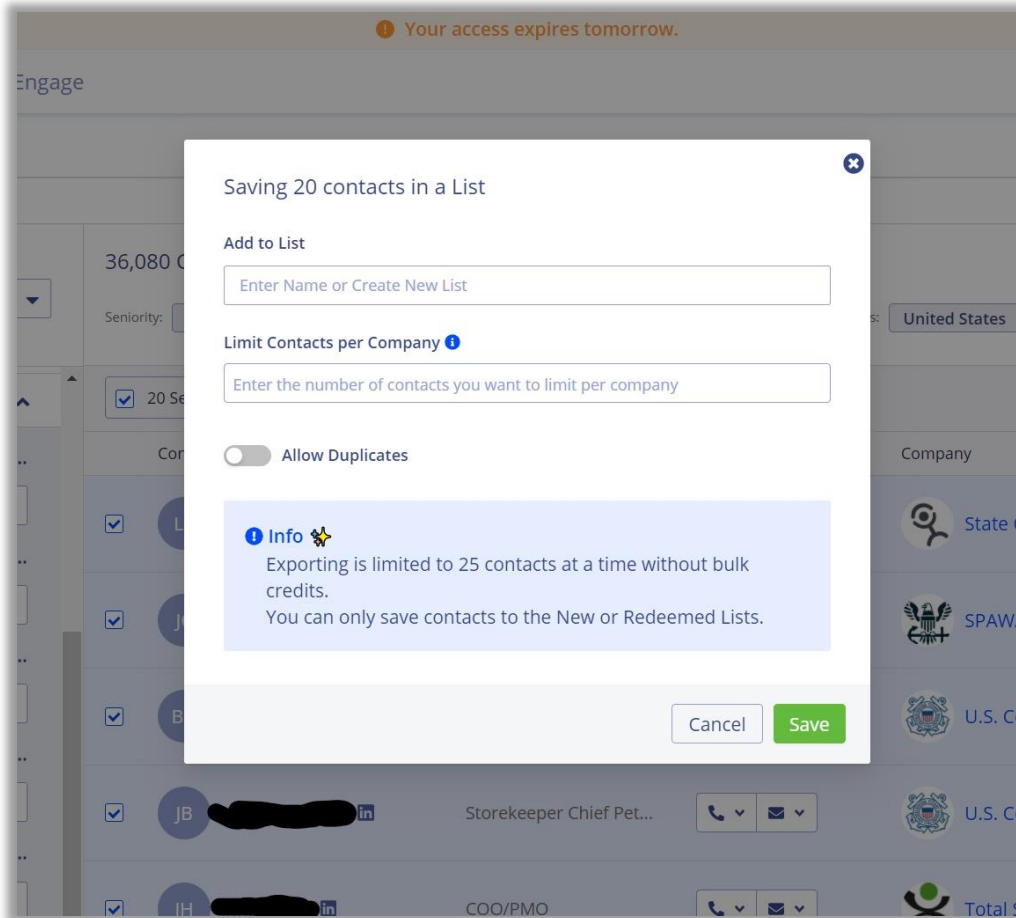 Your access expires tomorrow.
Engage
Saving 20 contacts in a List
Add to List
Enter Name or Create New List
36,080
Seniority:
United States
Limit Contacts per Company
Enter the number of contacts you want to limit per company
20
Allow Duplicates
Company
Info
Exporting is limited to 25 contacts at a time without bulk
credits.
You can only save contacts to the New or Redeemed Lists.
State
SPAWA
U.S. C
Cancel
Save
JB
in
Storekeeper Chief Pet...
U.S. C
JH
in
COO/PMO
Total S